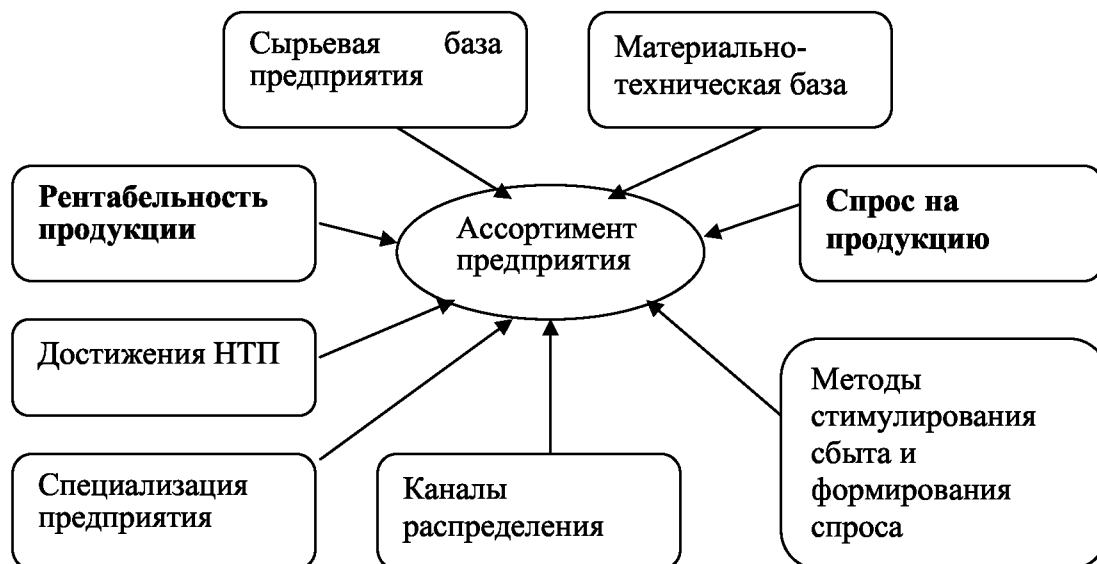 Сырьевая база
предприятия
Материально-
техническая база
Рентабельность
продукции
Ассортимент
предприятия
Спрос на
продукцию
Достижения НТП
Методы
стимулирования
сбыта и
формирования
спроса
Специализация
предприятия
Каналы
распределения